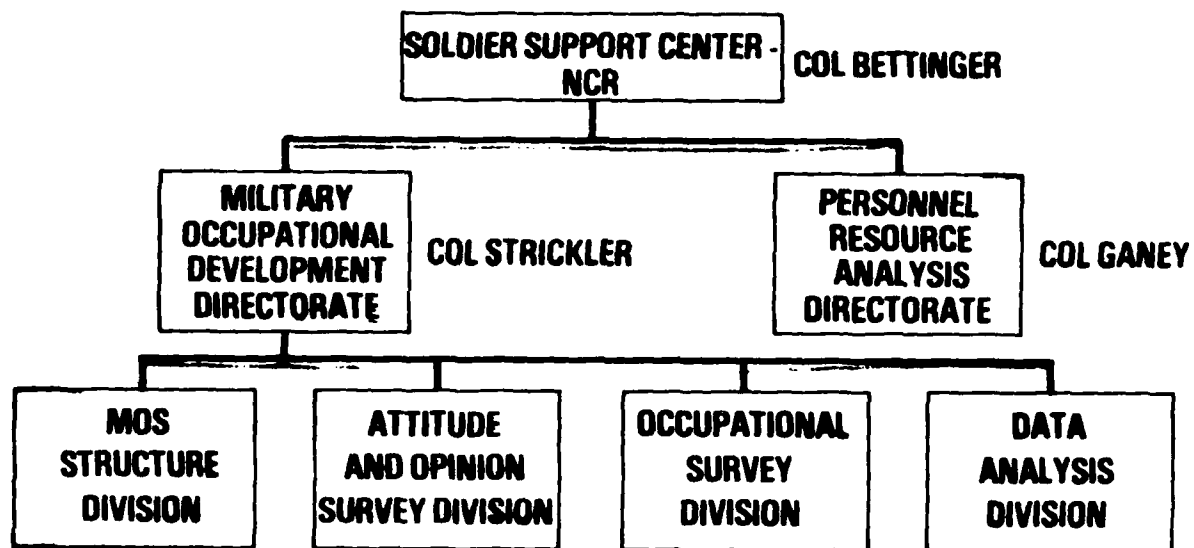 SOLDIER SUPPORT CENTER -
NCR
COL BETTINGER
MILITARY
OCCUPATIONAL
DEVELOPMENT
DIRECTORATE
COL STRICKLER
PERSONNEL
RESOURCE
ANALYSIS
DIRECTORATE
COL GANEY
MOS
STRUCTURE
DIVISION
ATTITUDE
AND OPINION
SURVEY DIVISION
OCCUPATIONAL
SURVEY
DIVISION
DATA
ANALYSIS
DIVISION